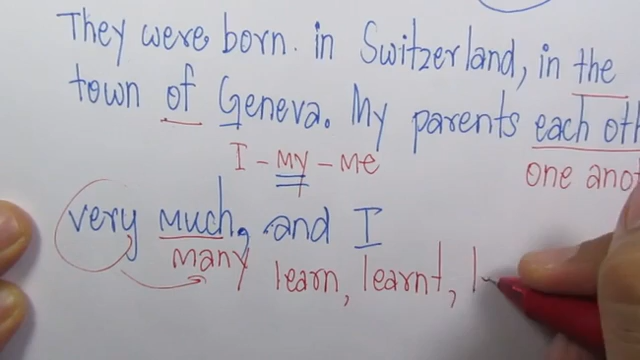 They were born. in Switzerland, in the
town of Geneva. My parents each oth
I - my - me
one anot
very much, and I
many learn, learnt, l